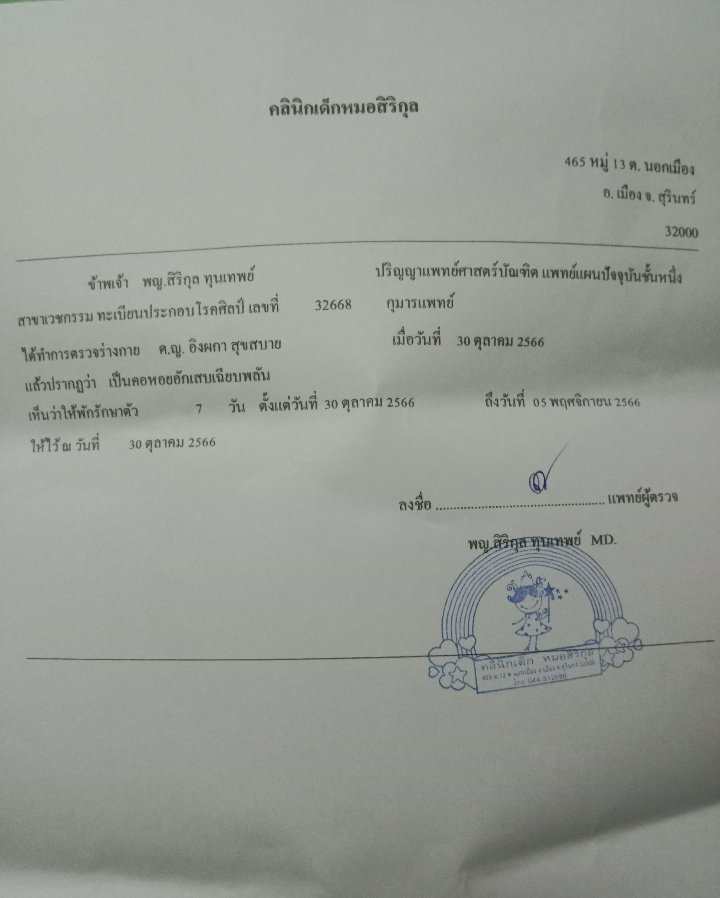 คลินิกเด็กหมอสิริกุล
465 หมู่ 13 ต. นอกเมือง
อ. เมือง จ. สุรินทร์
32000
ข้าพเจ้า พญ.สิริกุล ทุนเทพย์ ปริญญาแพทย์ศาสตร์บัณฑิต แพทย์แผนปัจจุบันชั้นหนึ่ง
สาขาเวชกรรม ทะเบียนประกอบโรคศิลป์ เลขที่ 32668 กุมารแพทย์
ได้ทำการตรวจร่างกาย ด.ญ. อิงผกา สุขสบาย เมื่อวันที่ 30 ตุลาคม 2566
แล้วปรากฏว่า เป็นคอหอยอักเสบเฉียบพลัน
เห็นว่าให้พักรักษาตัว 7 วัน ตั้งแต่วันที่ 30 ตุลาคม 2566 ถึงวันที่ 05 พฤศจิกายน 2566
ให้ไว้ ณ วันที่ 30 ตุลาคม 2566
ลงชื่อ ................................................ แพทย์ผู้ตรวจ
พญ.สิริกุล ทุนเทพย์ MD.
คลินิกเด็ก หมอสิริกุล